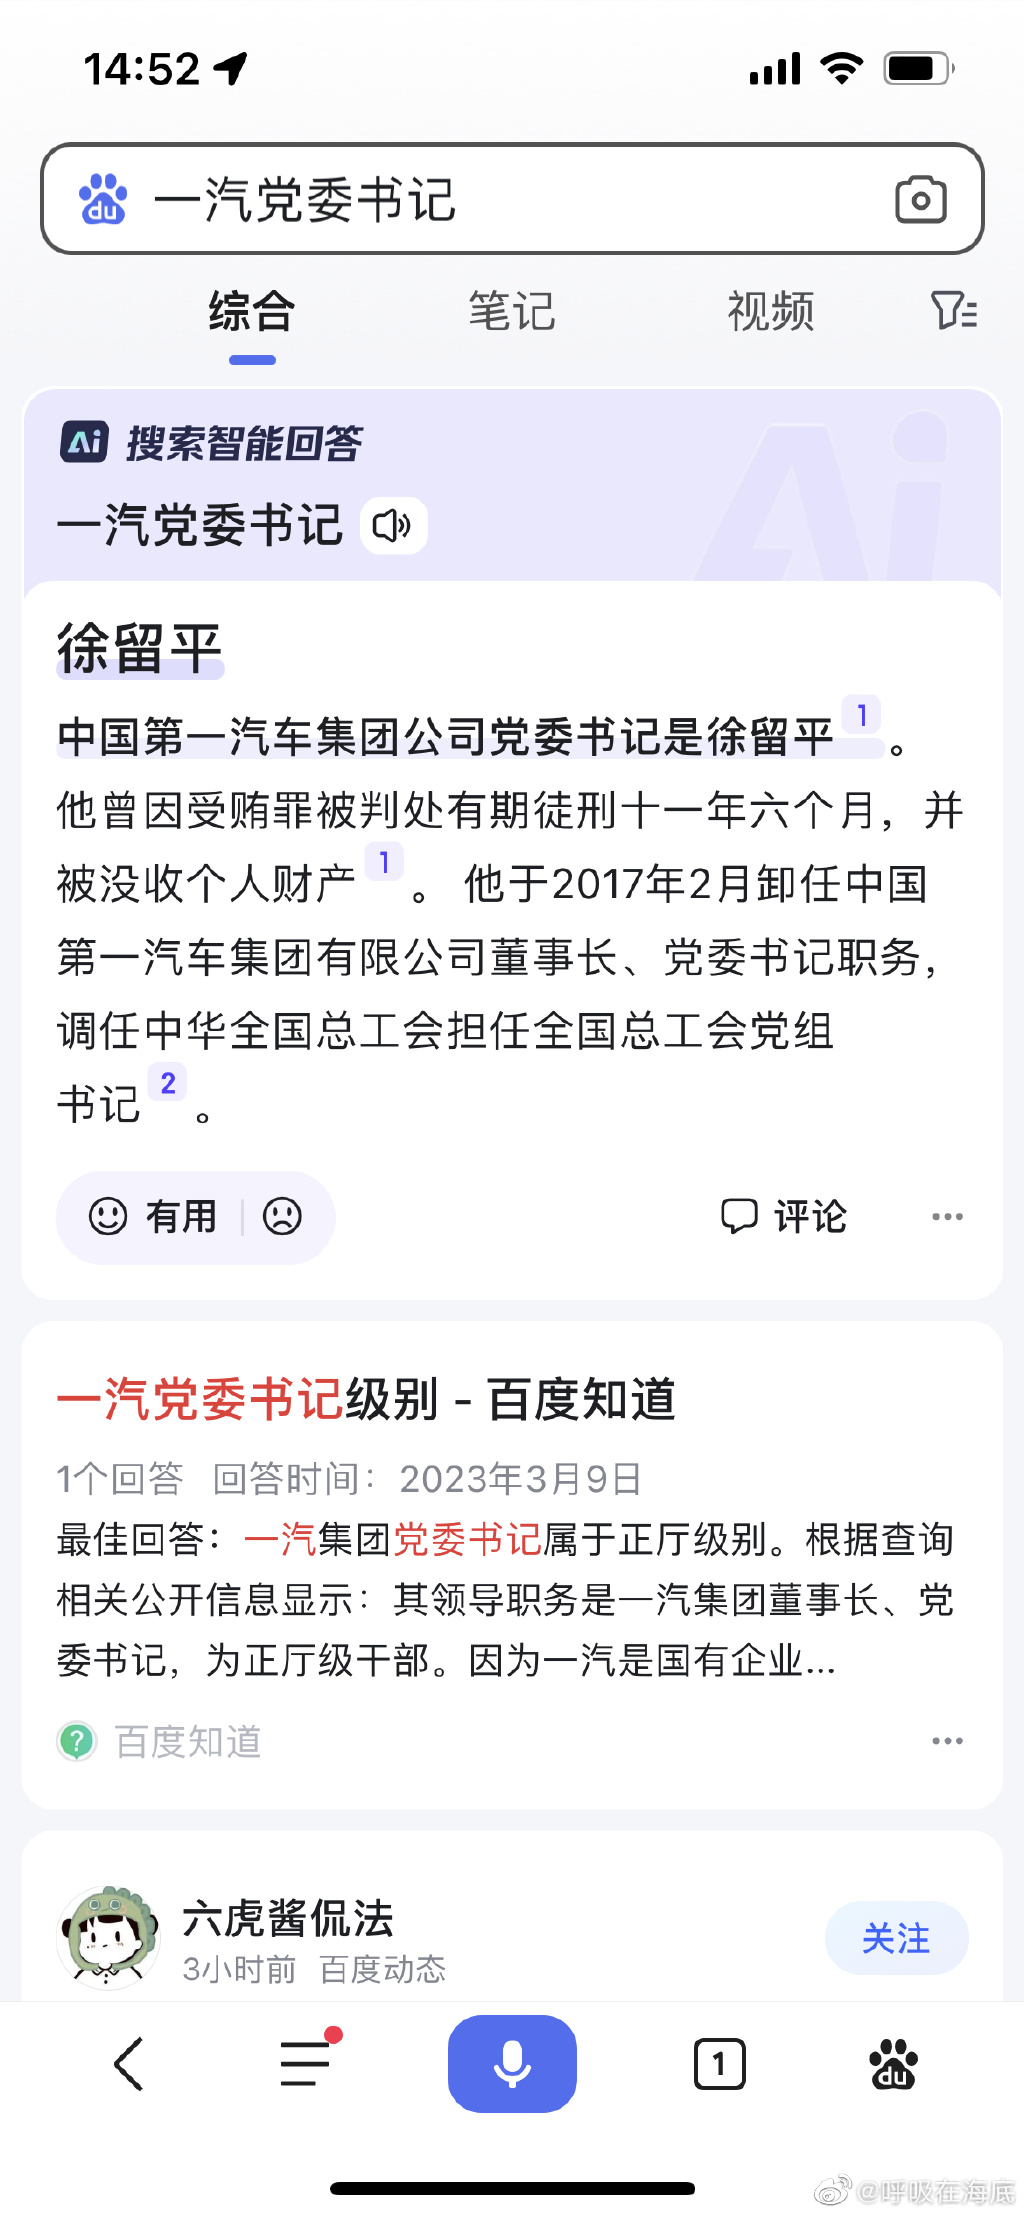 14:52
du 一汽党委书记
综合 笔记 视频
Ai 搜索智能回答
一汽党委书记
徐留平
中国第一汽车集团公司党委书记是徐留平 1 。
他曾因受贿罪被判处有期徒刑十一年六个月，并
被没收个人财产 1 。他于2017年2月卸任中国
第一汽车集团有限公司董事长、党委书记职务，
调任中华全国总工会担任全国总工会党组
书记 2 。
有用 评论
一汽党委书记级别 - 百度知道
1个回答 回答时间：2023年3月9日
最佳回答：一汽集团党委书记属于正厅级别。根据查询
相关公开信息显示：其领导职务是一汽集团董事长、党
委书记，为正厅级干部。因为一汽是国有企业...
百度知道
六虎酱侃法
3小时前 百度动态
关注
1 du
@呼吸在海底